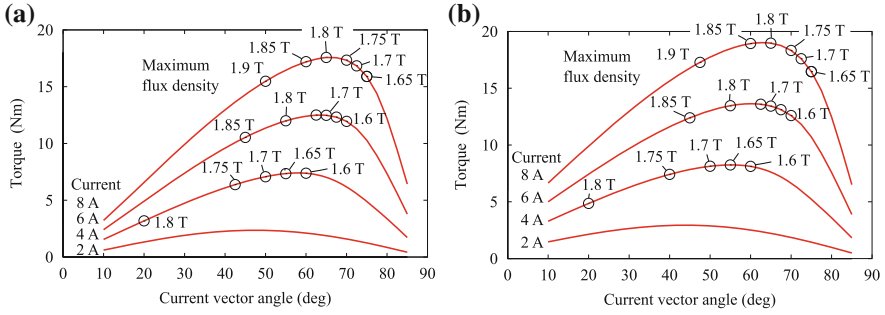 (a)
20
15
10
5
0
Torque (Nm)
0 10 20 30 40 50 60 70 80 90
Current vector angle (deg)
Maximum
flux density
1.9 T
1.85 T
1.8 T
1.75 T
1.7 T
1.65 T
1.85 T
1.8 T
1.7 T
1.6 T
1.75 T
1.7 T
1.65 T
1.6 T
1.8 T
Current
8 A
6 A
4 A
2 A
(b)
20
15
10
5
0
Torque (Nm)
0 10 20 30 40 50 60 70 80 90
Current vector angle (deg)
Maximum
flux density
1.9 T
1.85 T
1.8 T
1.75 T
1.7 T
1.65 T
1.85 T
1.8 T
1.7 T
1.6 T
1.8 T
1.75 T
1.7 T
1.65 T
1.6 T
Current
8 A
6 A
4 A
2 A